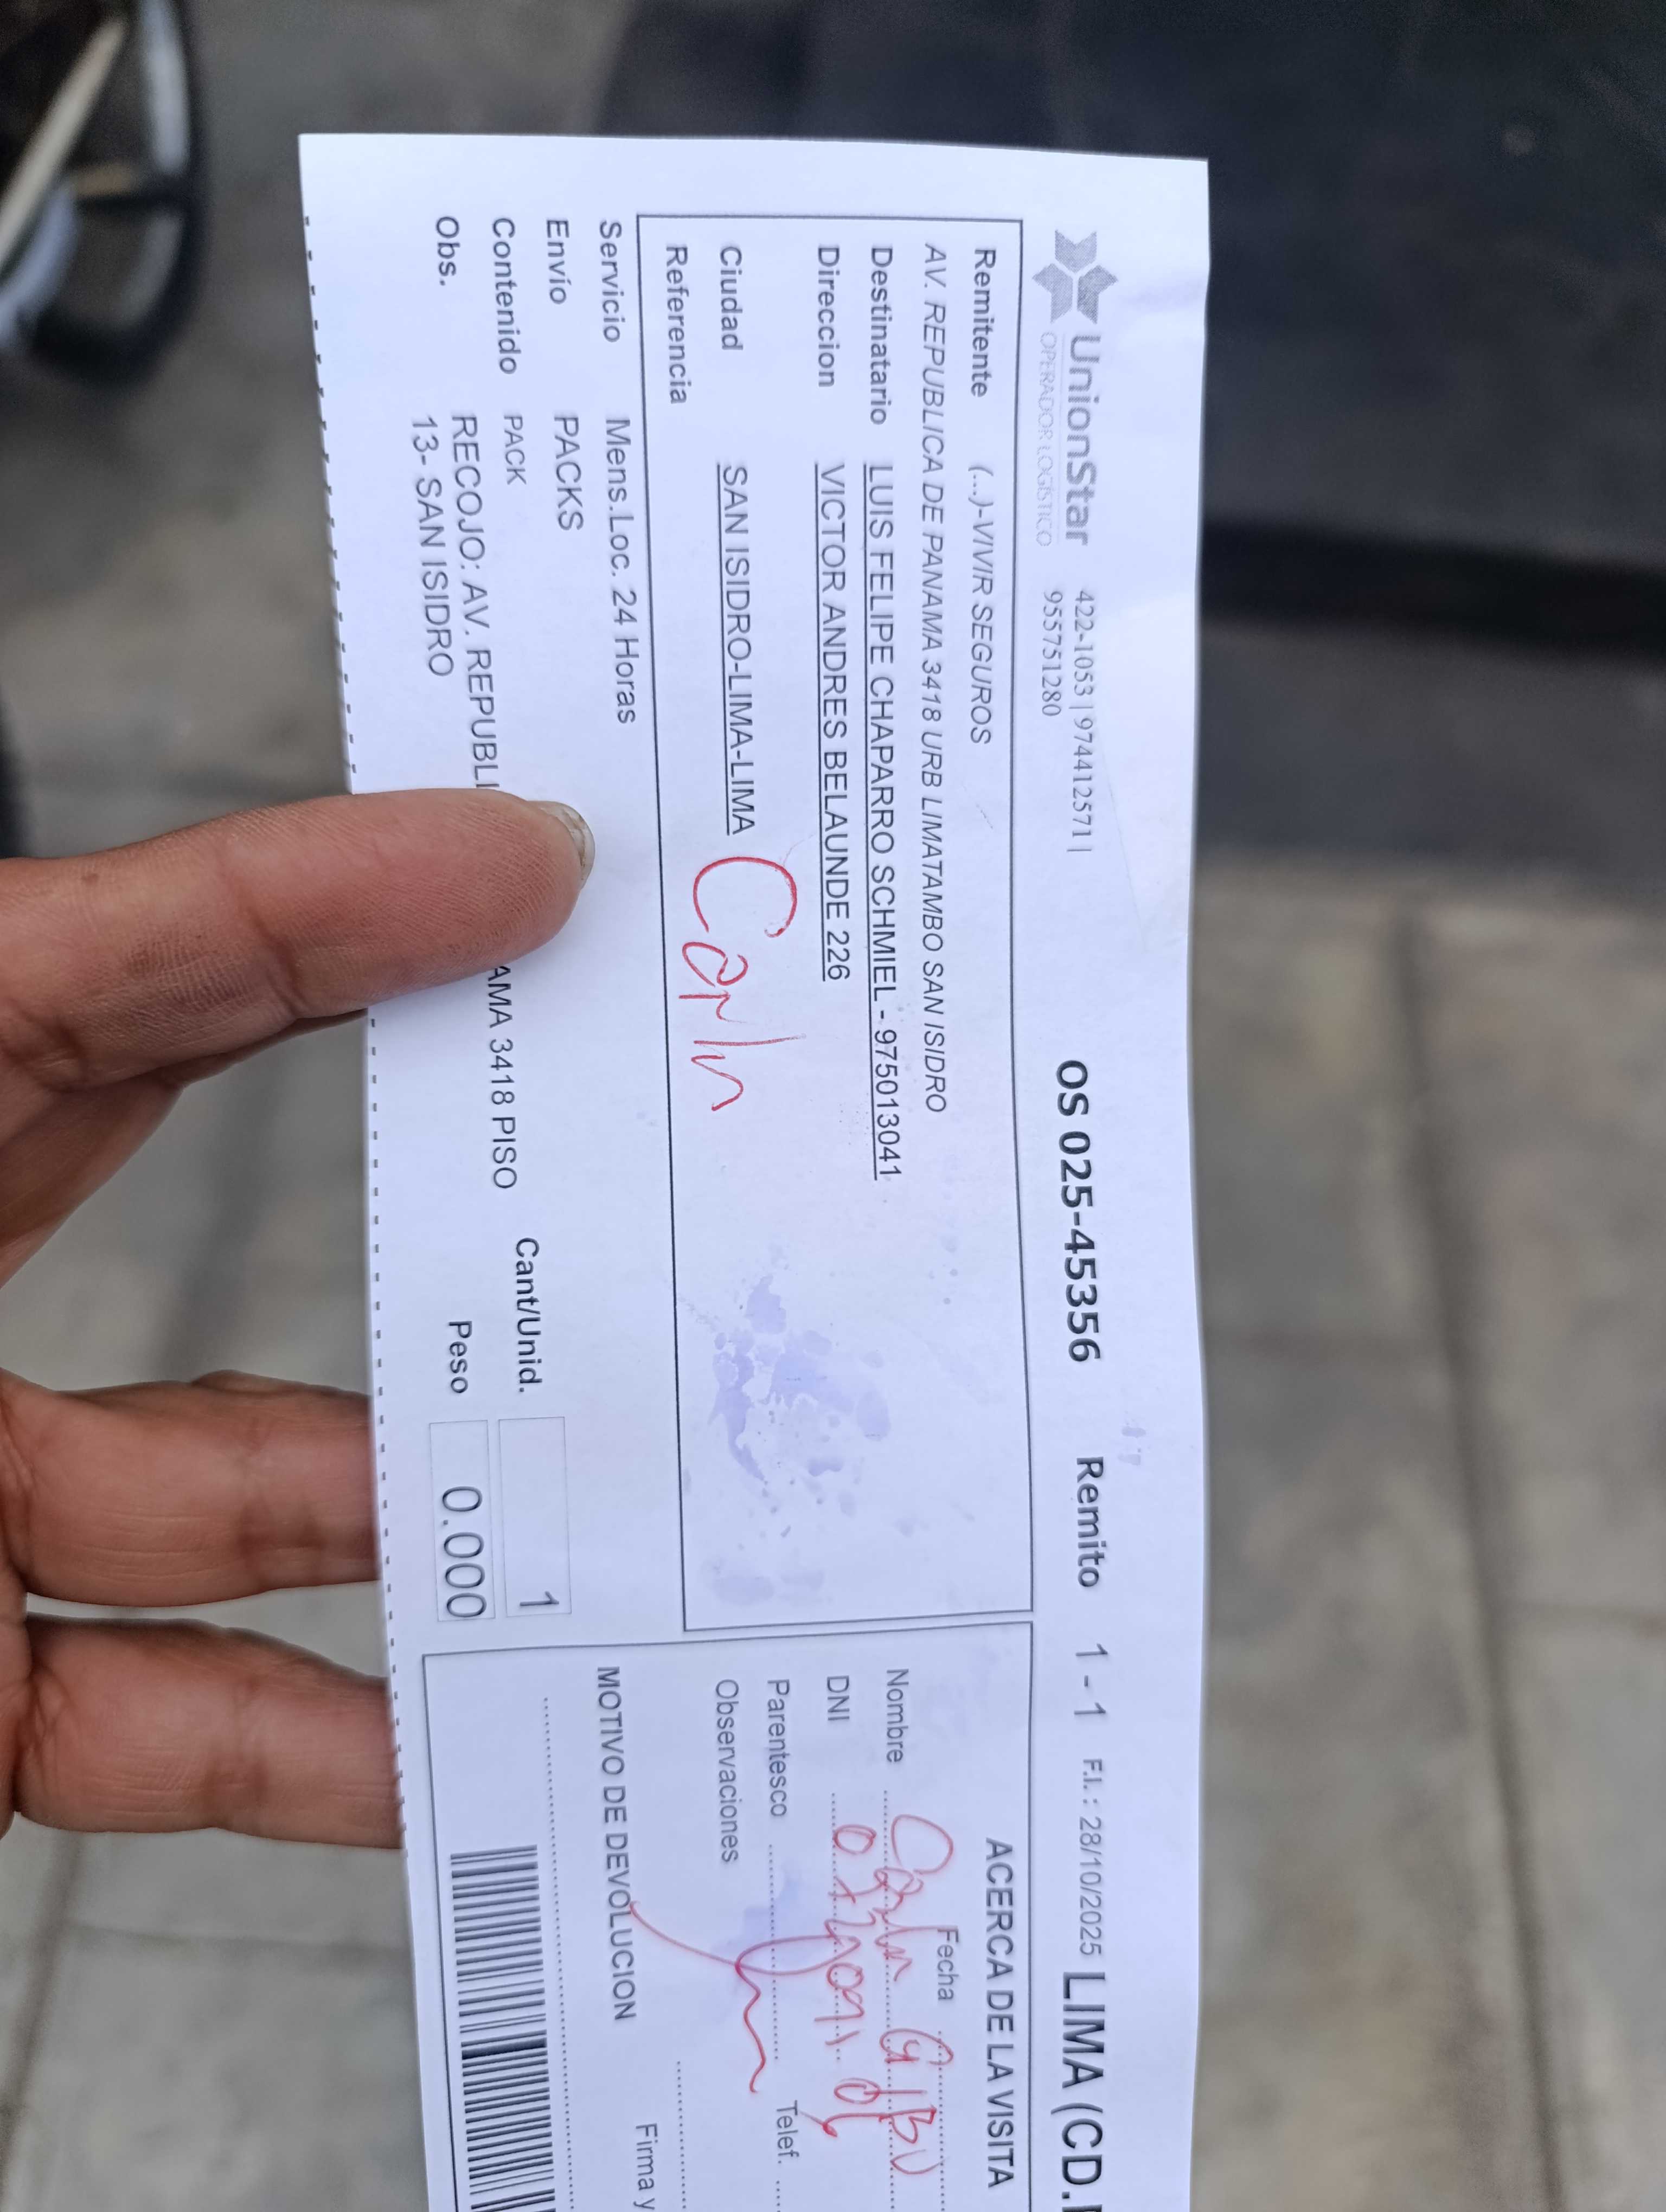 UnionStar
OPERADOR LOGÍSTICO
422-1053 | 974412571 |
955751280
OS 025-45356 Remito 1 - 1 F.I. : 28/10/2025 LIMA (CD.
Remitente (...)-VIVIR SEGUROS
AV. REPUBLICA DE PANAMA 3418 URB LIMATAMBO SAN ISIDRO
Destinatario LUIS FELIPE CHAPARRO SCHMIEL - 975013041
Direccion VICTOR ANDRES BELAUNDE 226
Ciudad SAN ISIDRO-LIMA-LIMA
Referencia
Servicio Mens.Loc. 24 Horas
Envío PACKS
Contenido PACK
Obs. RECOJO: AV. REPUBLI AMA 3418 PISO
13- SAN ISIDRO
Cant/Unid. 1
Peso 0.000
ACERCA DE LA VISITA
Fecha
Nombre
DNI
Parentesco Telef.
Observaciones
MOTIVO DE DEVOLUCION
Firma y